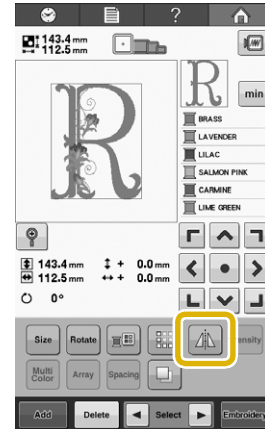 ?
143.4 mm
112.5 mm
R
R
min
BRASS
LAVENDER
LILAC
SALMON PINK
CARMINE
LIME GREEN
143.4 mm
112.5 mm
+ 0.0 mm
+ 0.0 mm
0°
Size
Rotate
ensity
Multi
Color
Array
Spacing
Add
Delete
Select
Embroidery